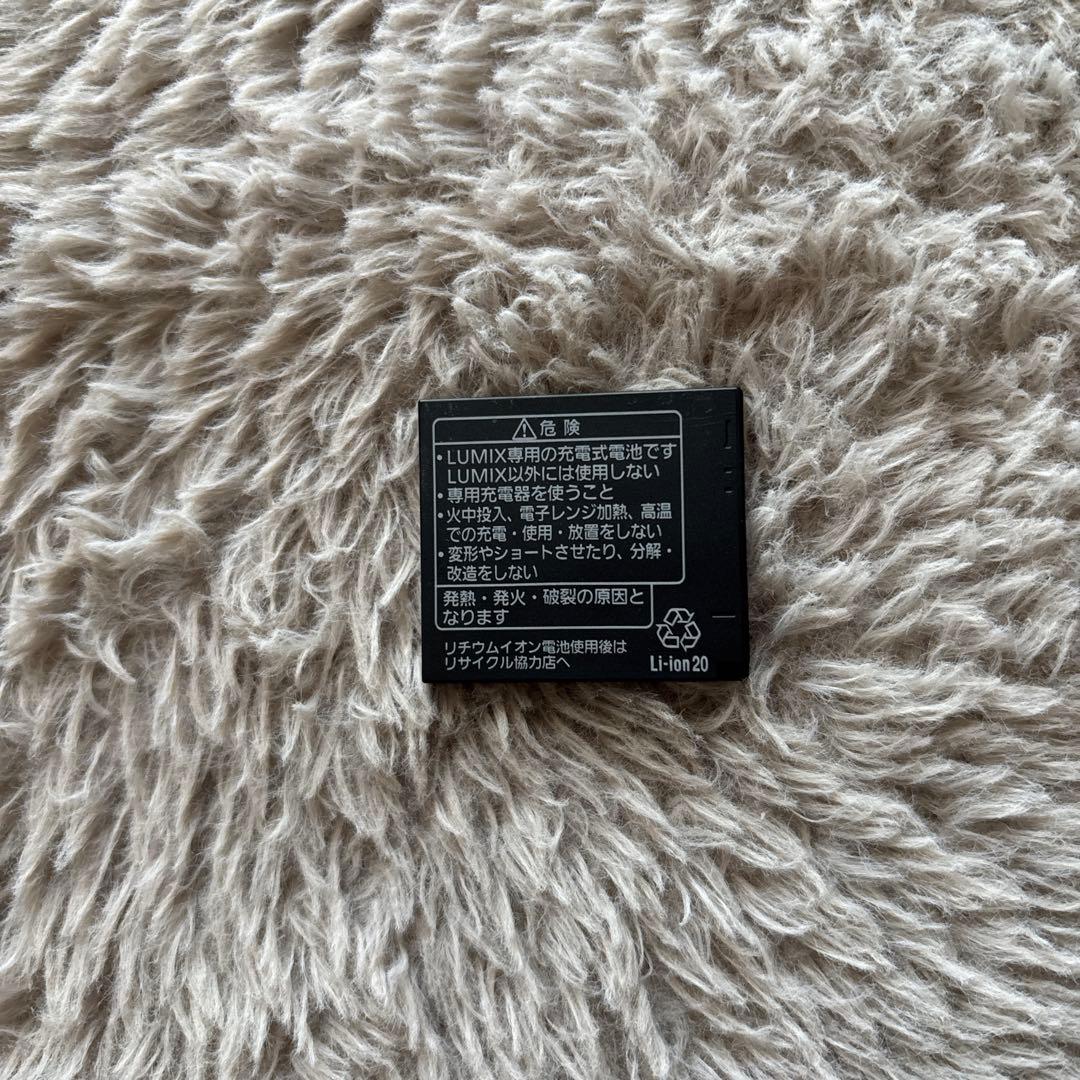 危険
・LUMIX専用の充電式電池です
LUMIX以外には使用しない
・専用充電器を使うこと
・火中投入、電子レンジ加熱、高温
での充電・使用・放置をしない
・変形やショートさせたり、分解・
改造をしない
発熱・発火・破裂の原因と
なります
リチウムイオン電池使用後は
リサイクル協力店へ
Li-ion20